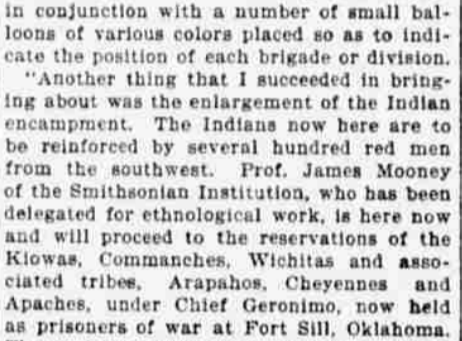 in conjunction with a number of small bal-
loons of various colors placed so as to indi-
cate the position of each brigade or division.
"Another thing that I succeeded in bring-
ing about was the enlargement of the Indian
encampment. The Indians now here are to
be reinforced by several hundred red men
from the southwest. Prof. James Mooney
of the Smithsonian Institution, who has been
delegated for ethnological work, is here now
and will proceed to the reservations of the
Kiowas, Commanches, Wichitas and asso-
ciated tribes, Arapahos, Cheyennes and
Apaches, under Chief Geronimo, now held
as prisoners of war at Fort Sill, Oklahoma.